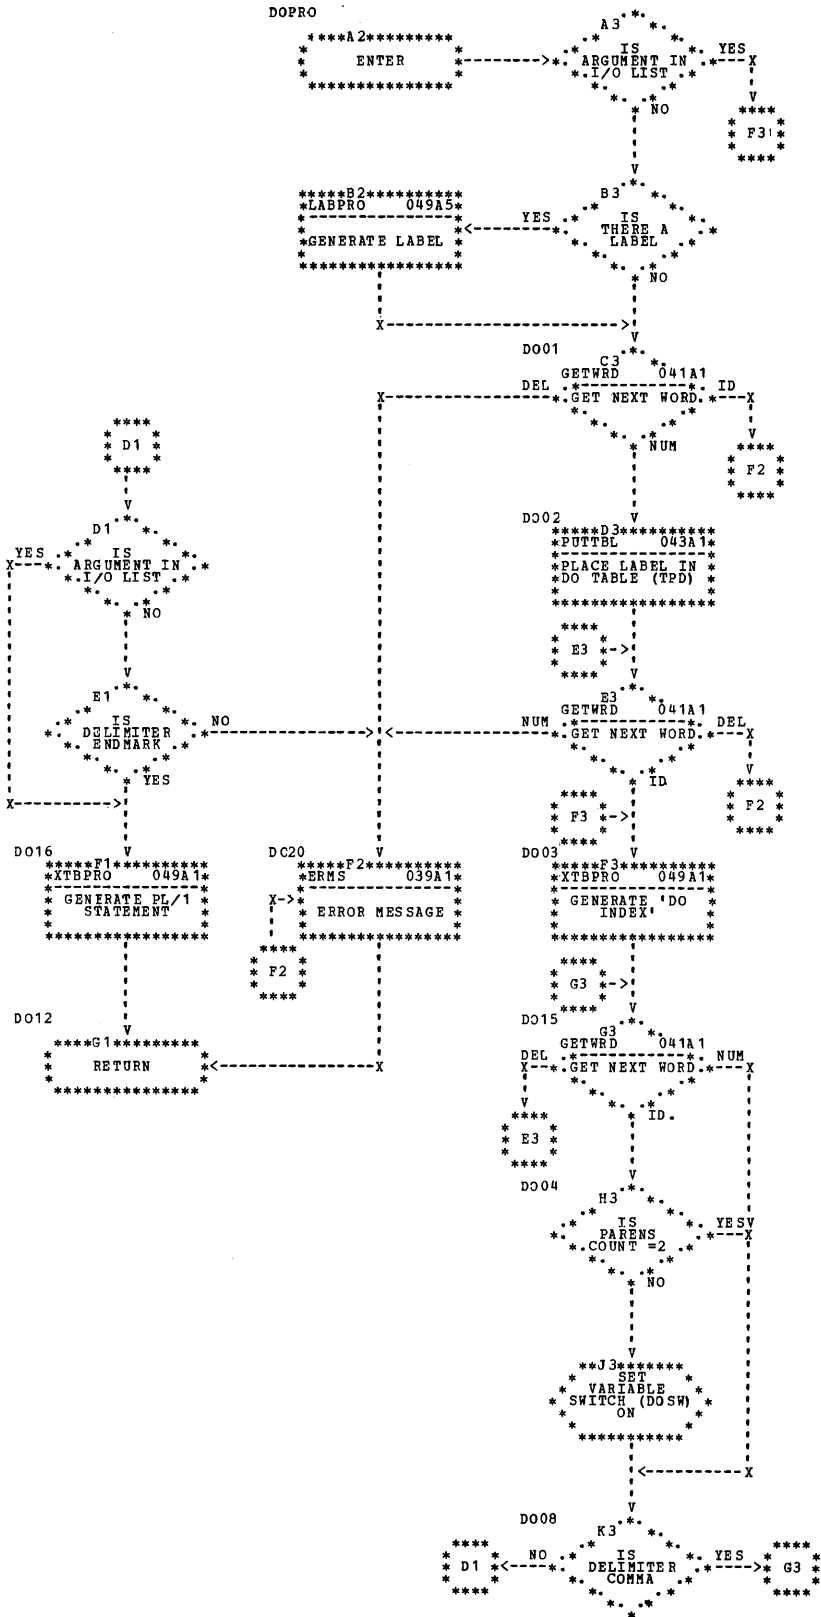 DOPRO
A2
ENTER
A3
IS
ARGUMENT IN
I/O LIST
YES
NO
F3
B2
LABPRO 049A5
GENERATE LABEL
YES
B3
IS
THERE A
LABEL
NO
DO01
C3
GETWRD 041A1
GET NEXT WORD
DEL
ID
NUM
D1
F2
D1
IS
ARGUMENT IN
I/O LIST
YES
NO
DO02
D3
PUTTBL 043A1
PLACE LABEL IN
DO TABLE (TPD)
E3
E1
IS
DELIMITER
ENDMARK
NO
YES
NUM
E3
GETWRD 041A1
GET NEXT WORD
DEL
ID
F3
F2
DO16
F1
XTBPRO 049A1
GENERATE PL/1
STATEMENT
DC20
F2
ERMS 039A1
ERROR MESSAGE
F2
DO03
F3
XTBPRO 049A1
GENERATE 'DO
INDEX'
G3
DO12
G1
RETURN
DO15
G3
GETWRD 041A1
GET NEXT WORD
DEL
NUM
ID
E3
DO04
H3
IS
PARENS
COUNT =2
YES
NO
J3
SET
VARIABLE
SWITCH (DOSW)
ON
DO08
K3
IS
DELIMITER
COMMA
NO
YES
D1
G3